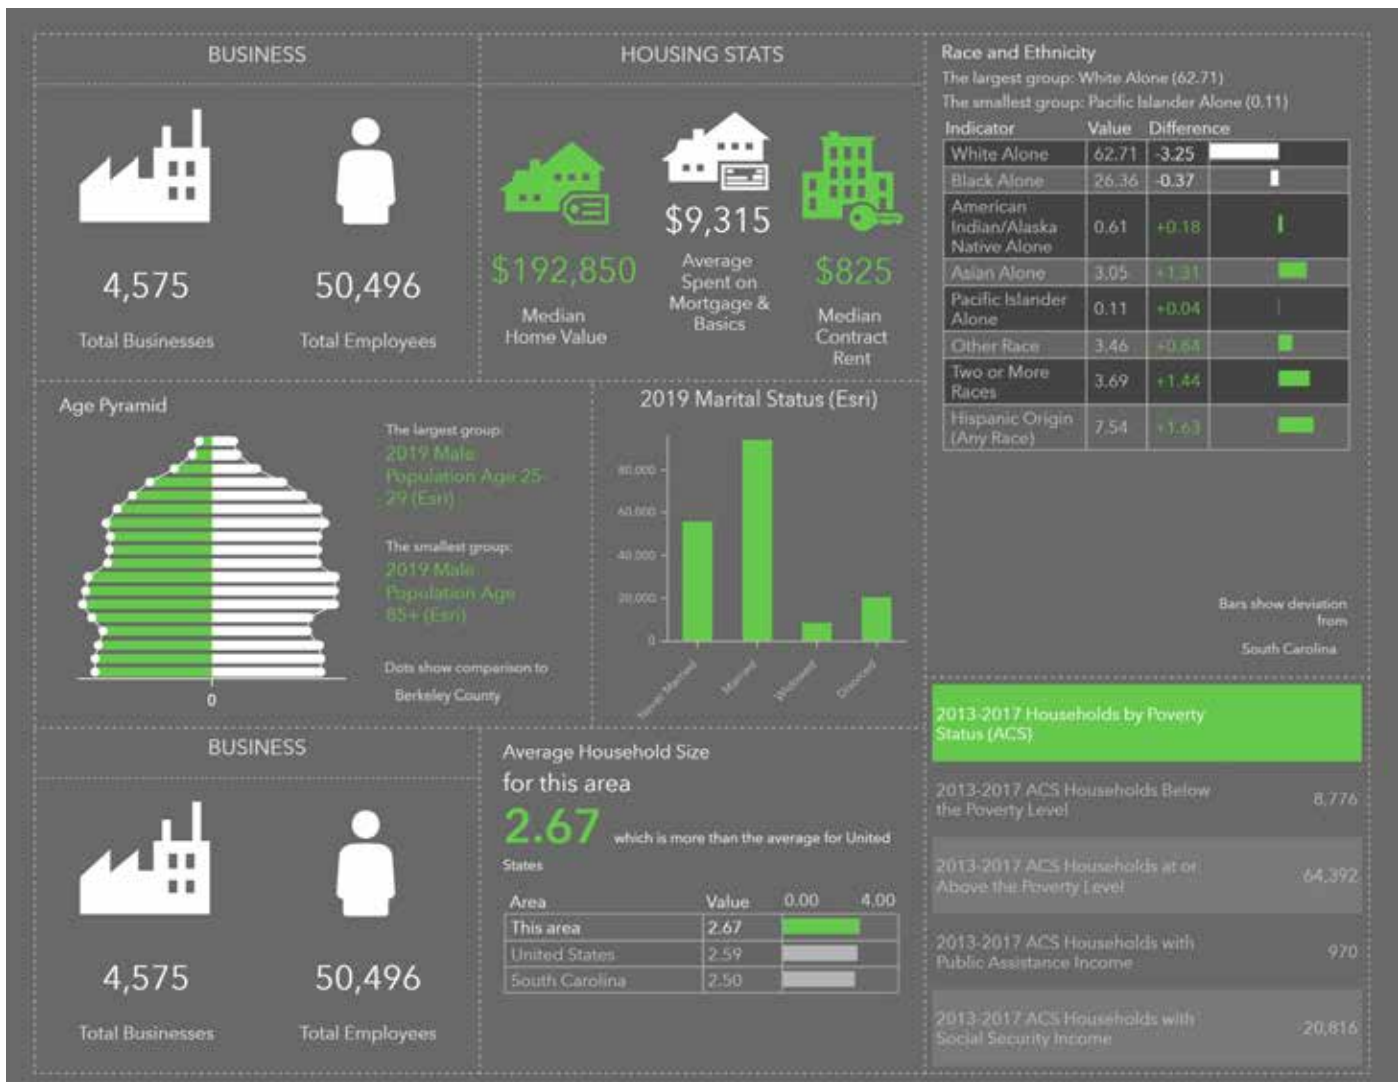 BUSINESS
4,575
Total Businesses
50,496
Total Employees
HOUSING STATS
$192,850
Median
Home Value
$9,315
Average
Spent on
Mortgage &
Basics
$825
Median
Contract
Rent
Race and Ethnicity
The largest group: White Alone (62.71)
The smallest group: Pacific Islander Alone (0.11)
Indicator Value Difference
White Alone 62.71 -3.25
Black Alone 26.36 -0.37
American
Indian/Alaska
Native Alone
0.61 +0.18
Asian Alone 3.05 +1.31
Pacific Islander
Alone
0.11 +0.04
Other Race 3.46 +0.64
Two or More
Races
3.69 +1.44
Hispanic Origin
(Any Race)
7.54 +1.63
Bars show deviation
from
South Carolina
Age Pyramid
0
The largest group:
2019 Male
Population Age 25-
29 (Esri)
The smallest group:
2019 Male
Population Age
85+ (Esri)
Dots show comparison to
Berkeley County
2019 Marital Status (Esri)
80,000
60,000
40,000
20,000
0
Never Married
Married
Widowed
Divorced
BUSINESS
4,575
Total Businesses
50,496
Total Employees
Average Household Size
for this area
2.67 which is more than the average for United
States
Area Value 0.00 4.00
This area 2.67
United States 2.59
South Carolina 2.50
2013-2017 Households by Poverty
Status (ACS)
2013-2017 ACS Households Below
the Poverty Level
8,776
2013-2017 ACS Households at or
Above the Poverty Level
64,392
2013-2017 ACS Households with
Public Assistance Income
970
2013-2017 ACS Households with
Social Security Income
20,816